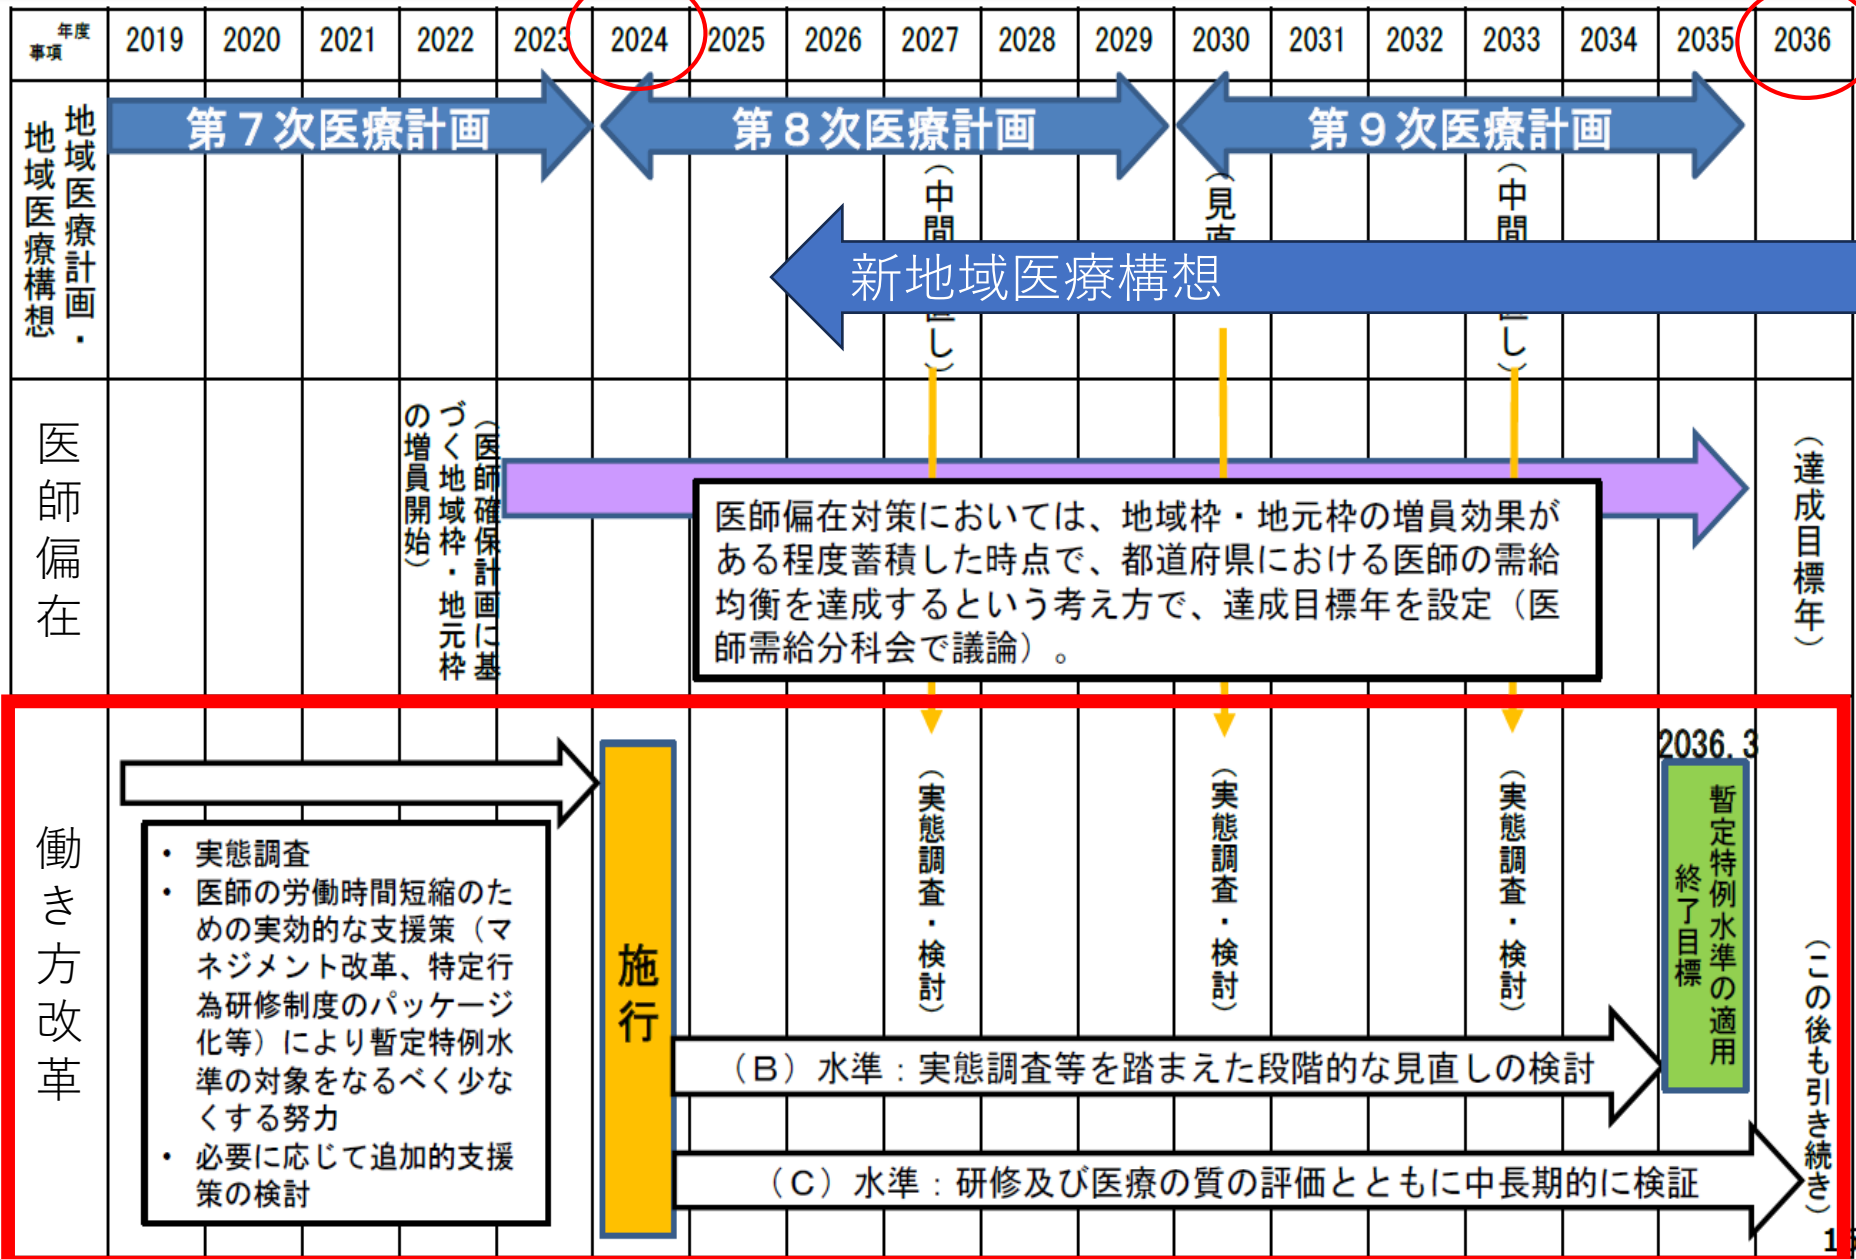 年度
事項
2019 2020 2021 2022 2023 2024 2025 2026 2027 2028 2029 2030 2031 2032 2033 2034 2035 2036
地域医療計画・
地域医療構想
第７次医療計画
第８次医療計画
第９次医療計画
（中間
直し）
（見直
（中間
直し）
新地域医療構想
医師偏在
（医師確保計画に基
づく地域枠・地元枠
の増員開始）
医師偏在対策においては、地域枠・地元枠の増員効果が
ある程度蓄積した時点で、都道府県における医師の需給
均衡を達成するという考え方で、達成目標年を設定（医
師需給分科会で議論）。
（達成目標年）
働き方改革
• 実態調査
• 医師の労働時間短縮のた
めの実効的な支援策（マ
ネジメント改革、特定行
為研修制度のパッケージ
化等）により暫定特例水
準の対象をなるべく少な
くする努力
• 必要に応じて追加的支援
策の検討
施行
（実態調査・検討）
（実態調査・検討）
（実態調査・検討）
2036.3
暫定特例水準の適用
終了目標
（Ｂ）水準：実態調査等を踏まえた段階的な見直しの検討
（Ｃ）水準：研修及び医療の質の評価とともに中長期的に検証
（この後も引き続き）